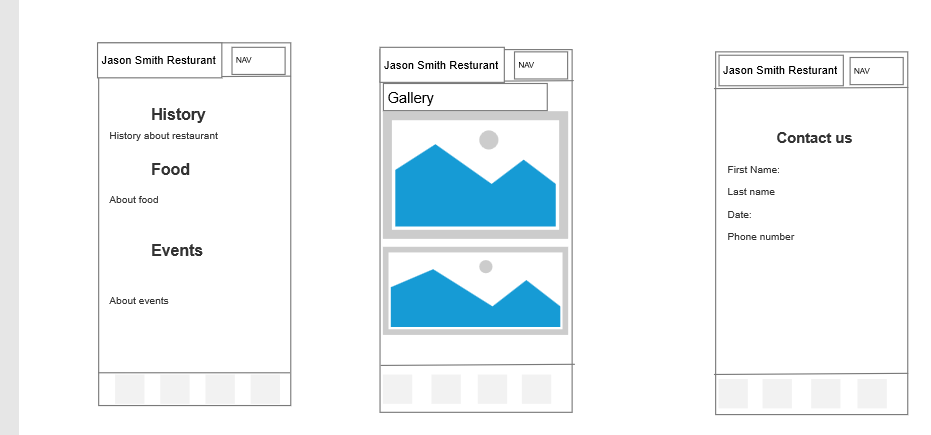 Jason Smith Resturant
NAV
History
History about restaurant
Food
About food
Events
About events
Jason Smith Resturant
NAV
Gallery
Jason Smith Resturant
NAV
Contact us
First Name:
Last name
Date:
Phone number